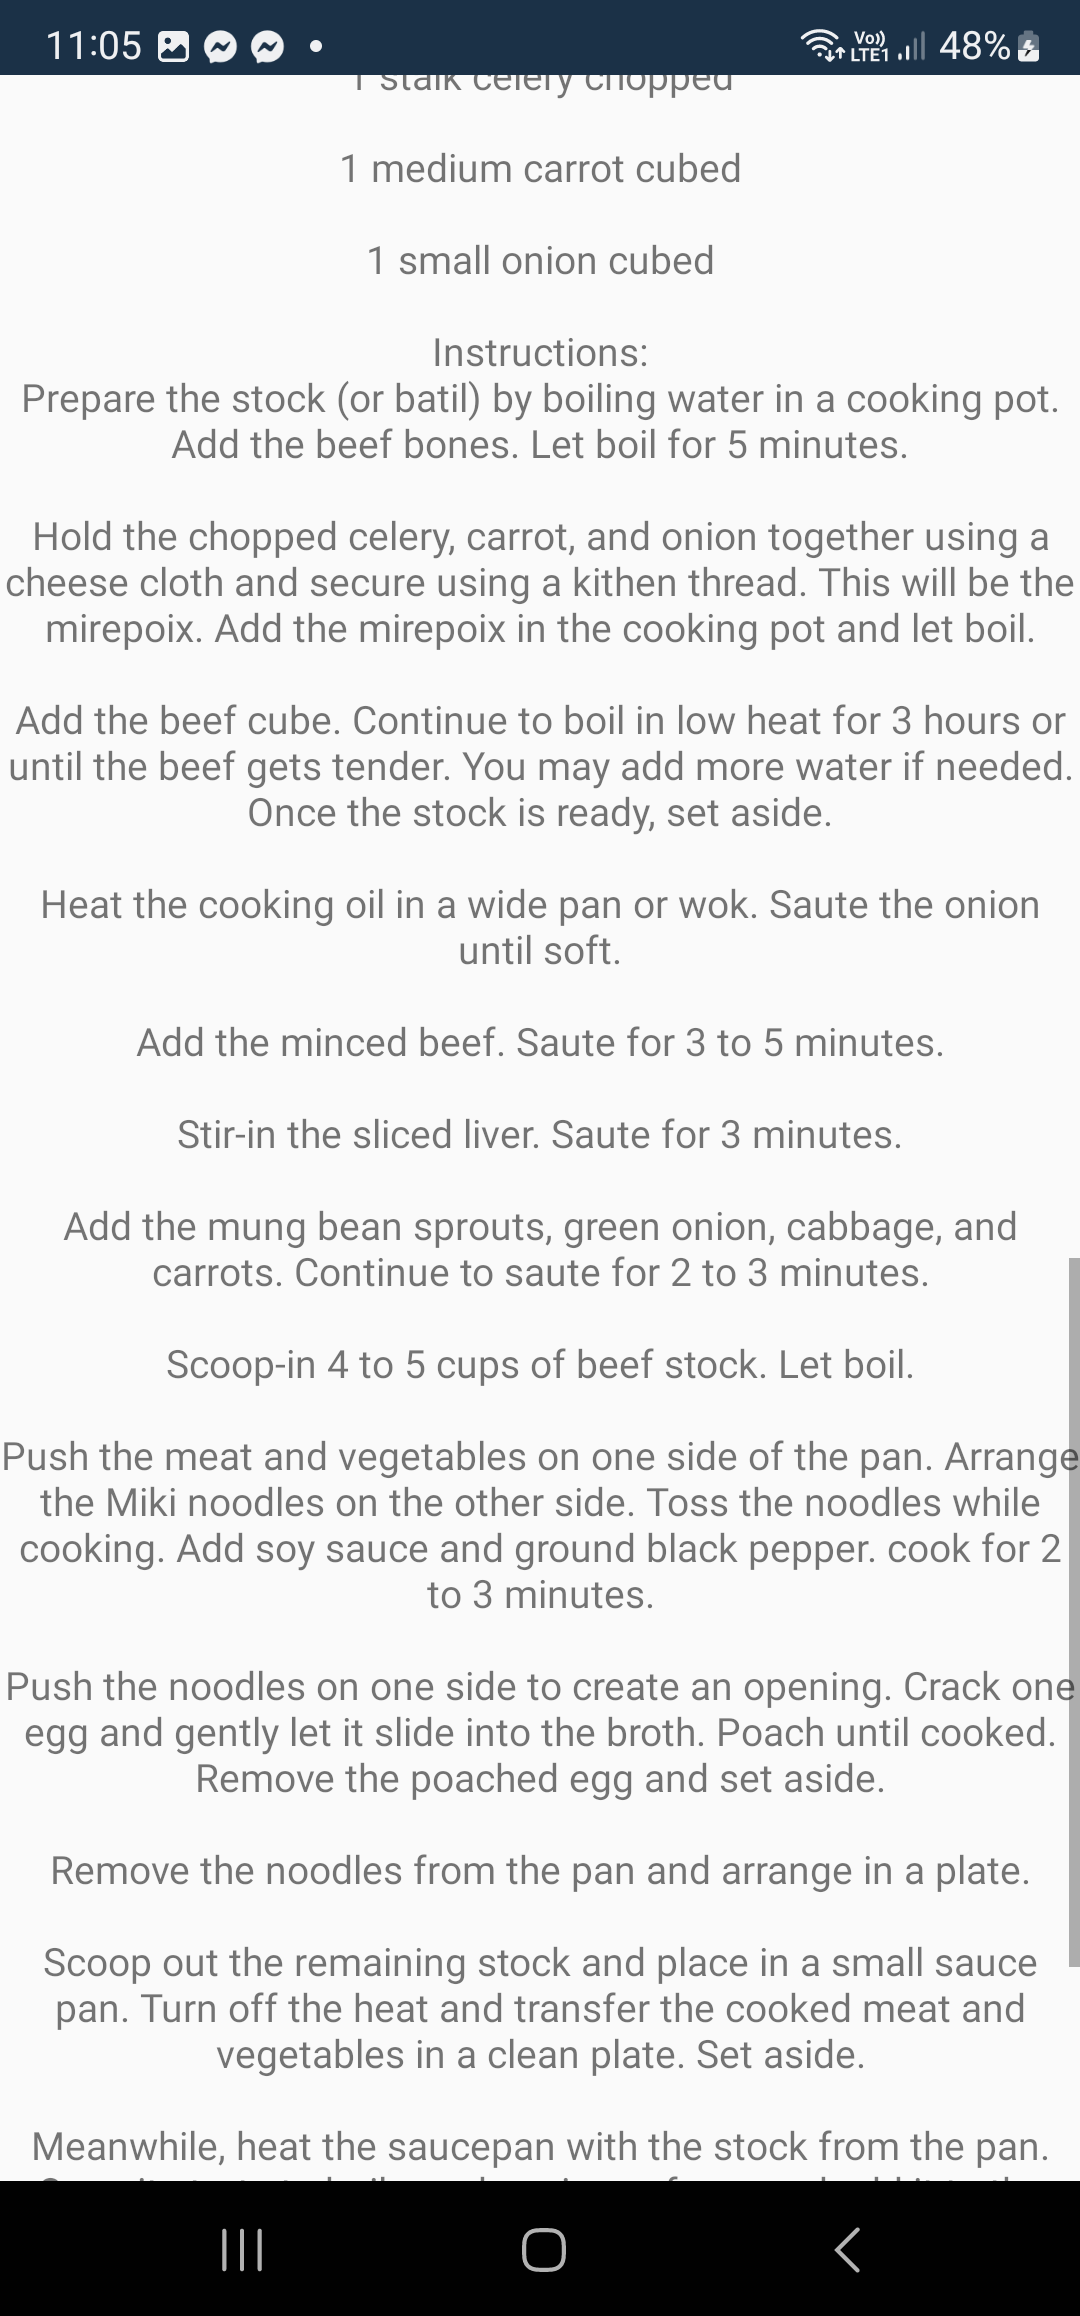 11:05
Vo))
LTE1
48%
1 stalk celery chopped
1 medium carrot cubed
1 small onion cubed
Instructions:
Prepare the stock (or batil) by boiling water in a cooking pot.
Add the beef bones. Let boil for 5 minutes.
Hold the chopped celery, carrot, and onion together using a
cheese cloth and secure using a kithen thread. This will be the
mirepoix. Add the mirepoix in the cooking pot and let boil.
Add the beef cube. Continue to boil in low heat for 3 hours or
until the beef gets tender. You may add more water if needed.
Once the stock is ready, set aside.
Heat the cooking oil in a wide pan or wok. Saute the onion
until soft.
Add the minced beef. Saute for 3 to 5 minutes.
Stir-in the sliced liver. Saute for 3 minutes.
Add the mung bean sprouts, green onion, cabbage, and
carrots. Continue to saute for 2 to 3 minutes.
Scoop-in 4 to 5 cups of beef stock. Let boil.
Push the meat and vegetables on one side of the pan. Arrange
the Miki noodles on the other side. Toss the noodles while
cooking. Add soy sauce and ground black pepper. cook for 2
to 3 minutes.
Push the noodles on one side to create an opening. Crack one
egg and gently let it slide into the broth. Poach until cooked.
Remove the poached egg and set aside.
Remove the noodles from the pan and arrange in a plate.
Scoop out the remaining stock and place in a small sauce
pan. Turn off the heat and transfer the cooked meat and
vegetables in a clean plate. Set aside.
Meanwhile, heat the saucepan with the stock from the pan.